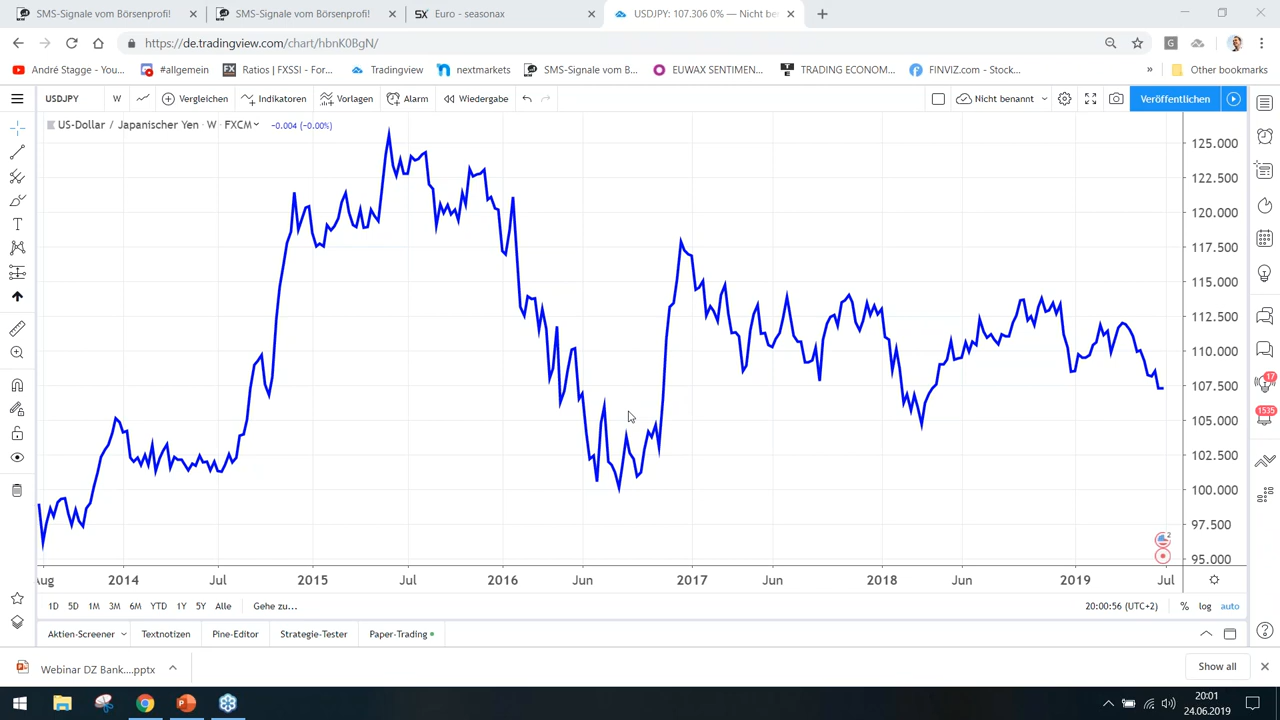 SMS-Signale vom Börsenprofi!
SMS-Signale vom Börsenprofi!
SX Euro - seasonax
USDJPY: 107.306 0% — Nicht be
https://de.tradingview.com/chart/hbnK0BgN/
André Stagge - You...
#allgemein
FX Ratios | FXSSI - For...
Tradingview
nextmarkets
SMS-Signale vom B...
EUWAX SENTIMEN...
TRADING ECONOM...
FINVIZ.com - Stock...
»
Other bookmarks
USDJPY W Vergleichen Indikatoren Vorlagen Alarm Wiedergabe Nicht benannt Veröffentlichen
US-Dollar / Japanischer Yen · W · FXCM -0.004 (-0.00%)
125.000
122.500
120.000
117.500
115.000
112.500
110.000
107.500
105.000
102.500
100.000
97.500
95.000
17
1535
2
Aug 2014 Jul 2015 Jul 2016 Jun 2017 Jun 2018 Jun 2019 Jul
1D 5D 1M 3M 6M YTD 1Y 5Y Alle Gehe zu... 20:00:56 (UTC+2) % log auto
Aktien-Screener Textnotizen Pine-Editor Strategie-Tester Paper-Trading
Webinar DZ Bank....pptx
Show all
20:01
24.06.2019